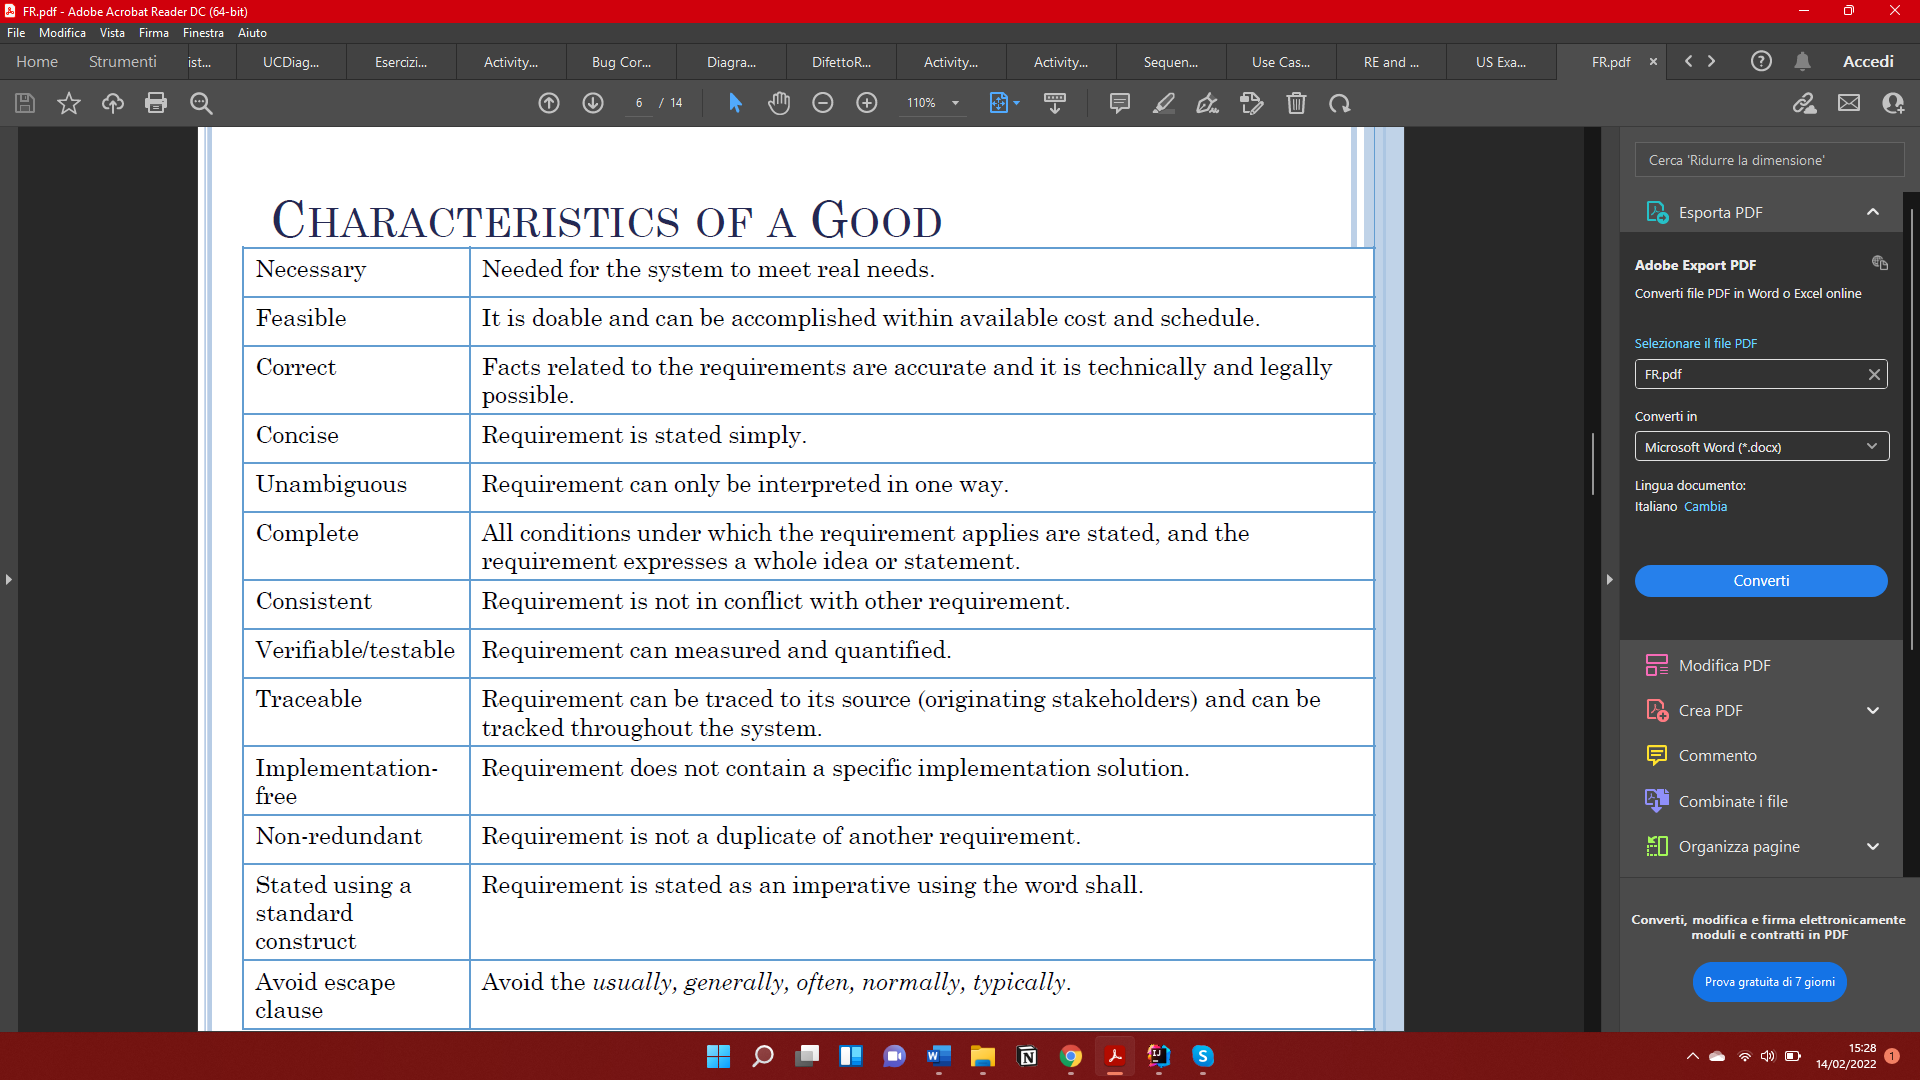 FR.pdf - Adobe Acrobat Reader DC (64-bit)
File Modifica Vista Firma Finestra Aiuto
Home Strumenti ist... UCDiag... Esercizi... Activity... Bug Cor... Diagra... DifettoR... Activity... Activity... Sequen... Use Cas... RE and ... US Exa... FR.pdf Accedi
6 / 14 110%
CHARACTERISTICS OF A GOOD
Necessary Needed for the system to meet real needs.
Feasible It is doable and can be accomplished within available cost and schedule.
Correct Facts related to the requirements are accurate and it is technically and legally
possible.
Concise Requirement is stated simply.
Unambiguous Requirement can only be interpreted in one way.
Complete All conditions under which the requirement applies are stated, and the
requirement expresses a whole idea or statement.
Consistent Requirement is not in conflict with other requirement.
Verifiable/testable Requirement can measured and quantified.
Traceable Requirement can be traced to its source (originating stakeholders) and can be
tracked throughout the system.
Implementation- Requirement does not contain a specific implementation solution.
free
Non-redundant Requirement is not a duplicate of another requirement.
Stated using a Requirement is stated as an imperative using the word shall.
standard
construct
Avoid escape Avoid the usually, generally, often, normally, typically.
clause
Cerca 'Ridurre la dimensione'
Esporta PDF
Adobe Export PDF
Converti file PDF in Word o Excel online
Selezionare il file PDF
FR.pdf
Converti in
Microsoft Word (*.docx)
Lingua documento:
Italiano Cambia
Converti
Modifica PDF
Crea PDF
Commento
Combinate i file
Organizza pagine
Converti, modifica e firma elettronicamente
moduli e contratti in PDF
Prova gratuita di 7 giorni
15:28
14/02/2022
1